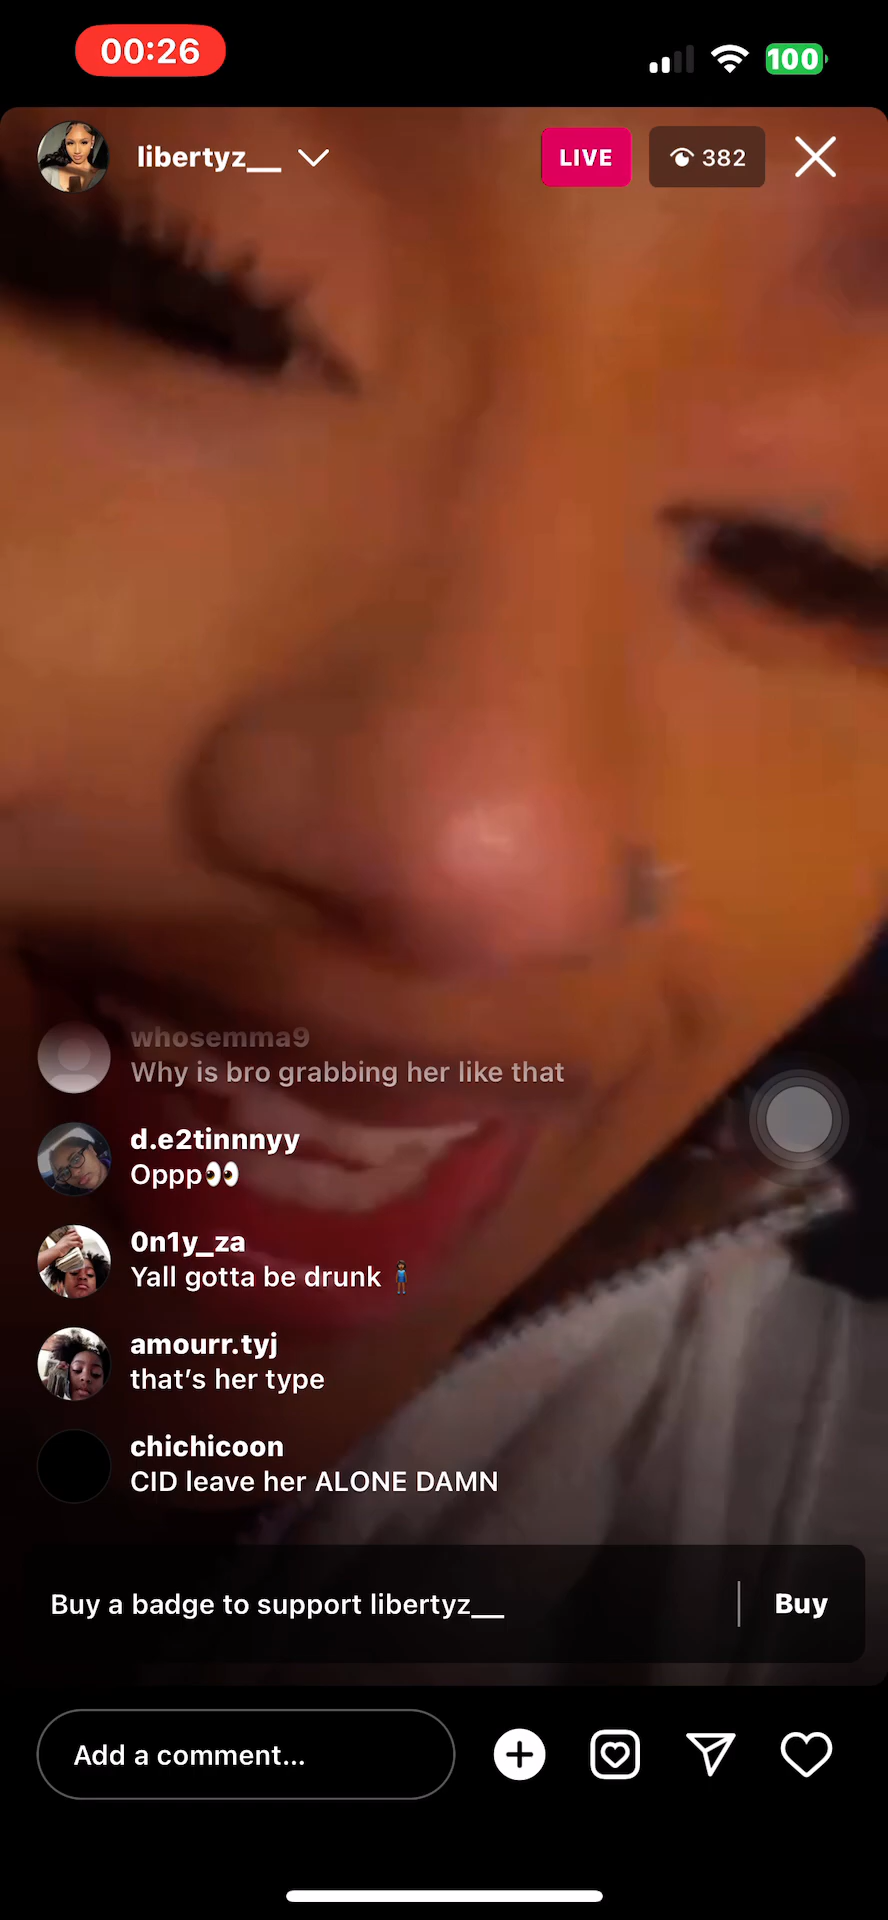 00:26
100
libertyz__
LIVE
382
whosemma9
Why is bro grabbing her like that
d.e2tinnnyy
Oppp👀
0n1y_za
Yall gotta be drunk 🧍🏾‍♀️
amourr.tyj
that’s her type
chichicoon
CID leave her ALONE DAMN
Buy a badge to support libertyz__
Buy
Add a comment...